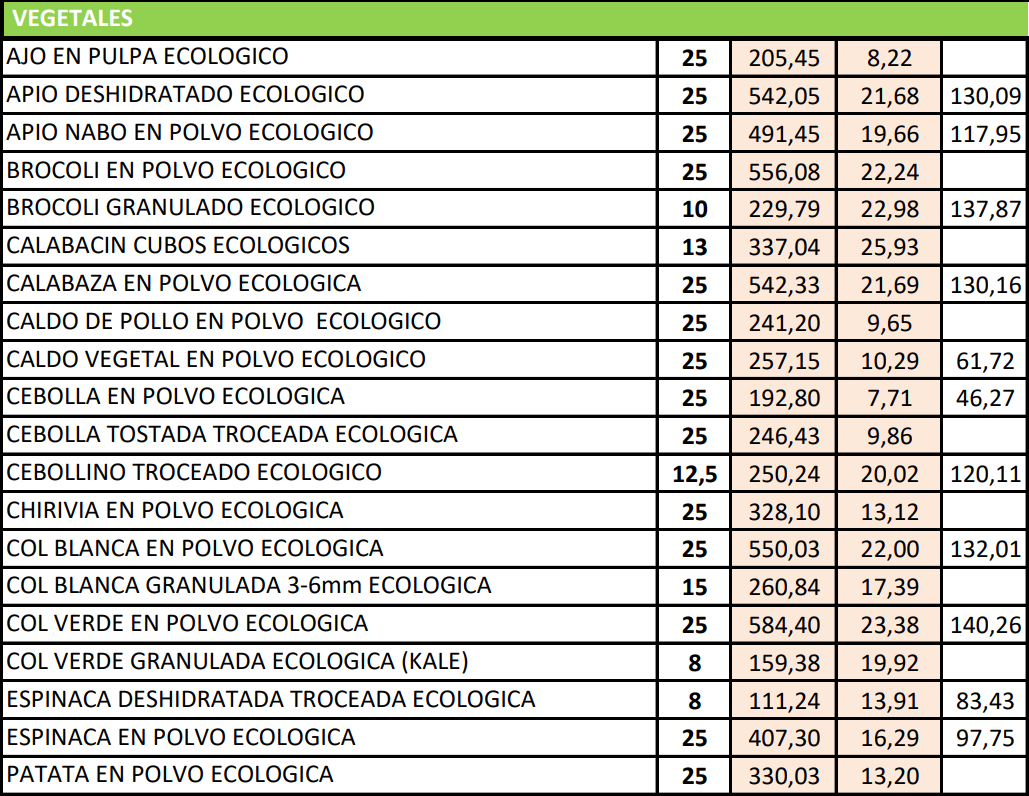 VEGETALES
AJO EN PULPA ECOLOGICO 25 205,45 8,22
APIO DESHIDRATADO ECOLOGICO 25 542,05 21,68 130,09
APIO NABO EN POLVO ECOLOGICO 25 491,45 19,66 117,95
BROCOLI EN POLVO ECOLOGICO 25 556,08 22,24
BROCOLI GRANULADO ECOLOGICO 10 229,79 22,98 137,87
CALABACIN CUBOS ECOLOGICOS 13 337,04 25,93
CALABAZA EN POLVO ECOLOGICA 25 542,33 21,69 130,16
CALDO DE POLLO EN POLVO  ECOLOGICO 25 241,20 9,65
CALDO VEGETAL EN POLVO ECOLOGICO 25 257,15 10,29 61,72
CEBOLLA EN POLVO ECOLOGICA 25 192,80 7,71 46,27
CEBOLLA TOSTADA TROCEADA ECOLOGICA 25 246,43 9,86
CEBOLLINO TROCEADO ECOLOGICO 12,5 250,24 20,02 120,11
CHIRIVIA EN POLVO ECOLOGICA 25 328,10 13,12
COL BLANCA EN POLVO ECOLOGICA 25 550,03 22,00 132,01
COL BLANCA GRANULADA 3-6mm ECOLOGICA 15 260,84 17,39
COL VERDE EN POLVO ECOLOGICA 25 584,40 23,38 140,26
COL VERDE GRANULADA ECOLOGICA (KALE) 8 159,38 19,92
ESPINACA DESHIDRATADA TROCEADA ECOLOGICA 8 111,24 13,91 83,43
ESPINACA EN POLVO ECOLOGICA 25 407,30 16,29 97,75
PATATA EN POLVO ECOLOGICA 25 330,03 13,20